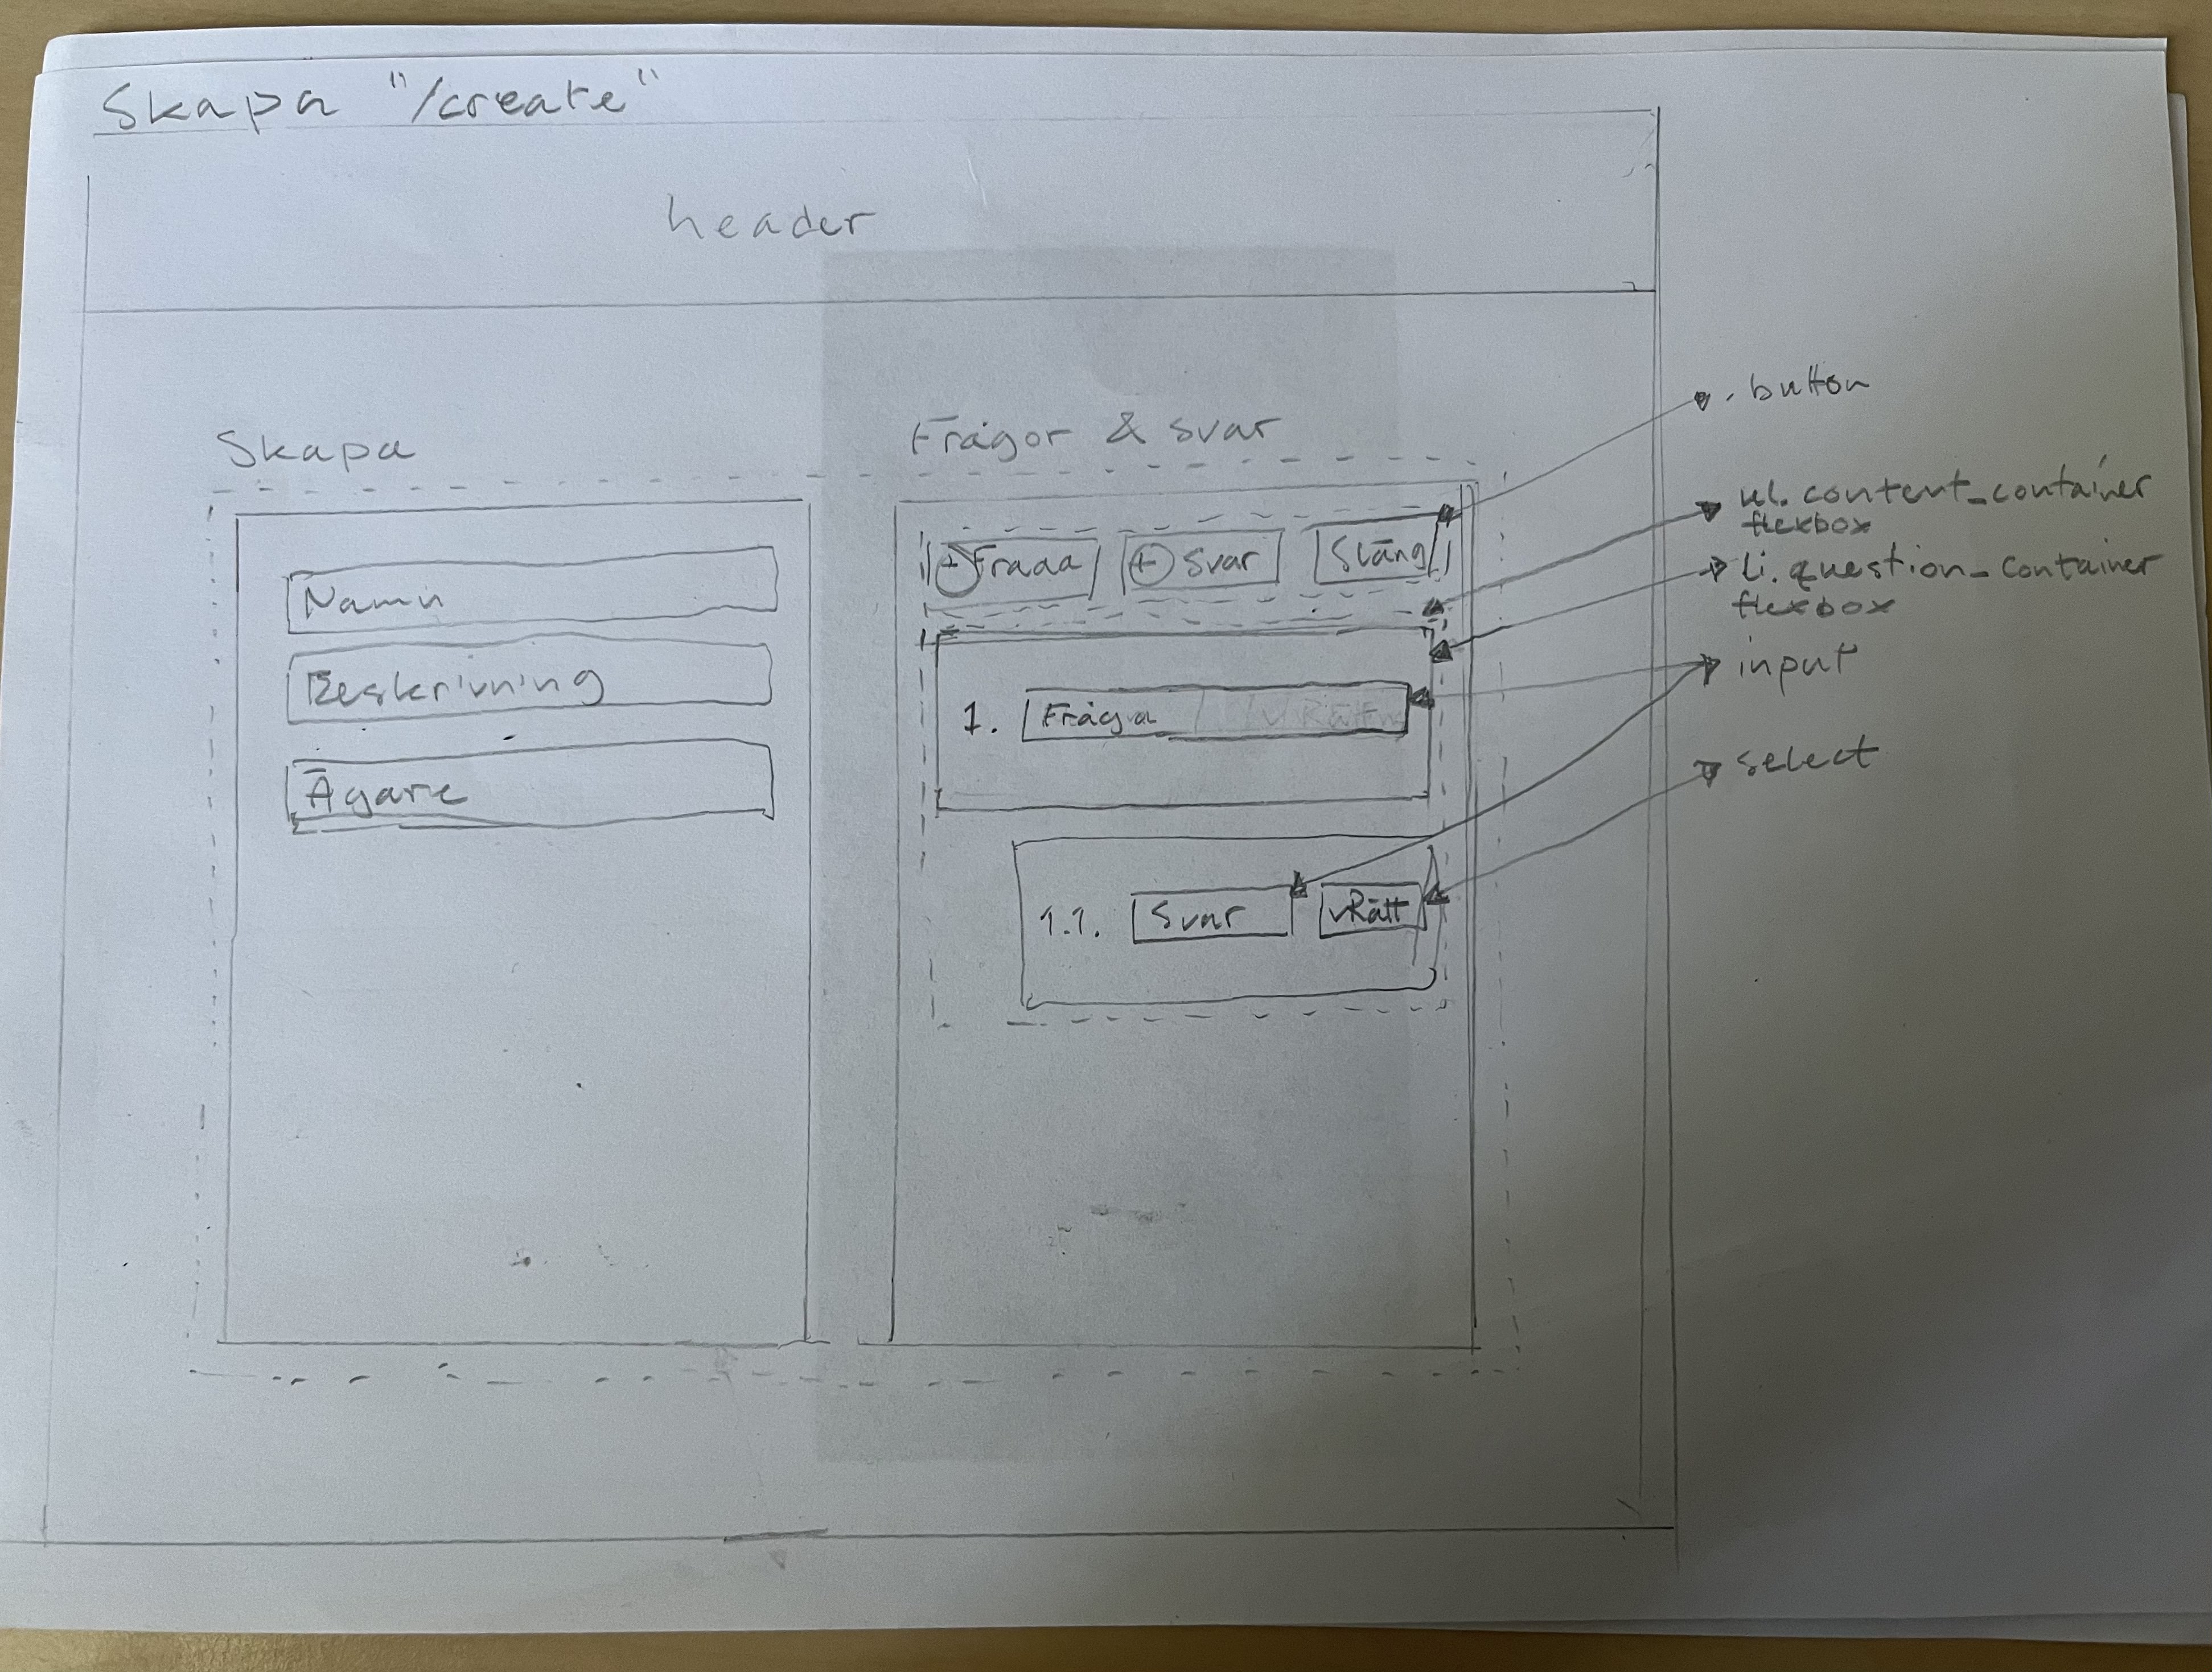 Skapa "/create"
header
Skapa
Namn
Beskrivning
Ägare
Frågor & svar
+ Fråga
+ Svar
Stäng
1. Fråga
1.1. Svar
vRätt
. button
ul. content_container
flexbox
li. question_container
flexbox
input
select